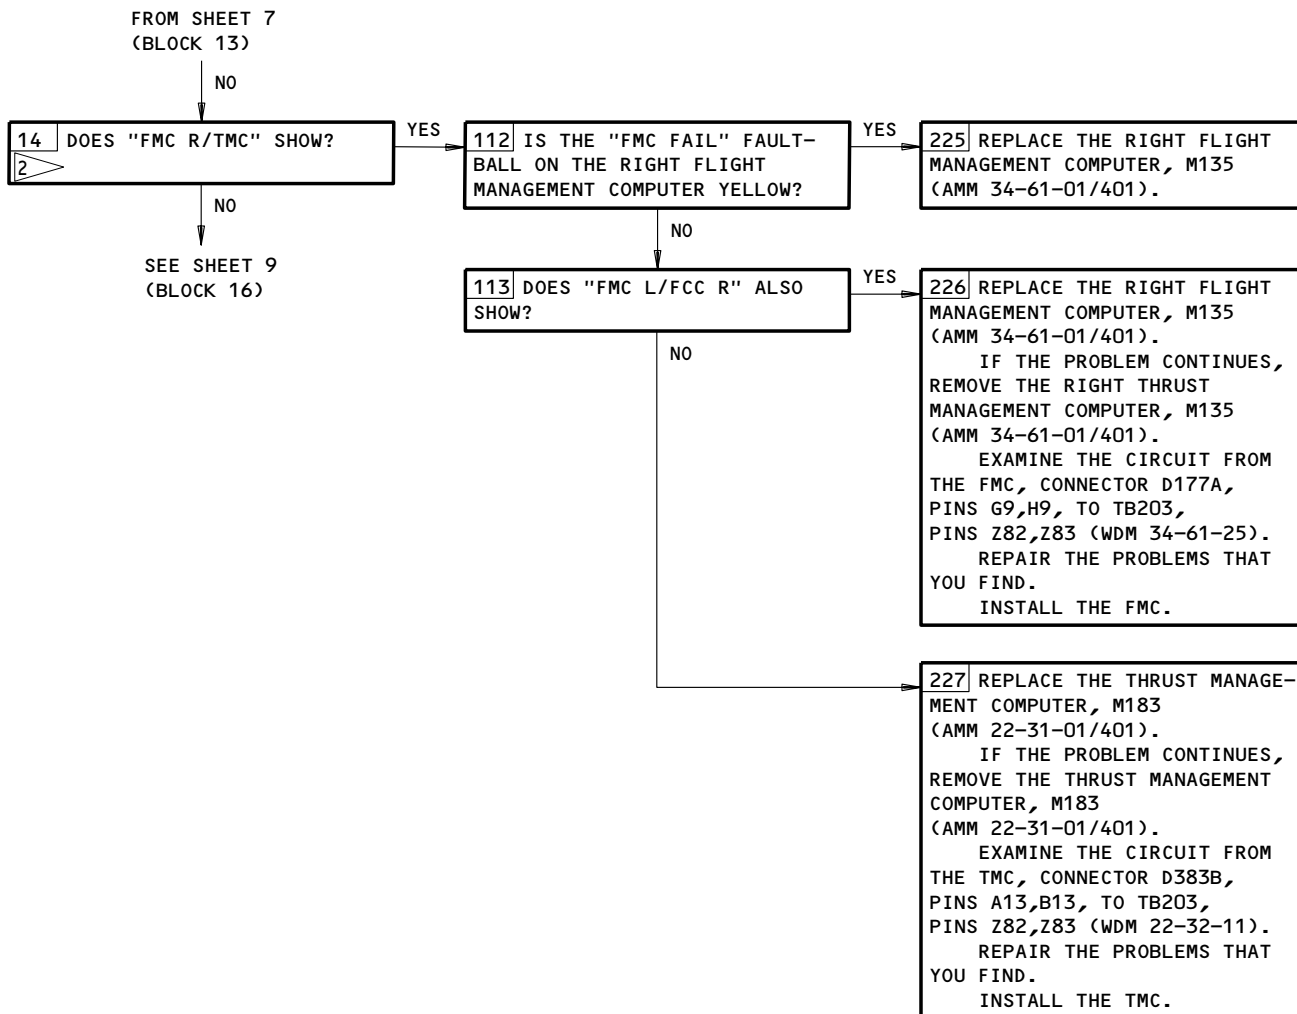 FROM SHEET 7
(BLOCK 13)
NO
14 DOES "FMC R/TMC" SHOW?
2
YES
NO
SEE SHEET 9
(BLOCK 16)
112 IS THE "FMC FAIL" FAULT-
BALL ON THE RIGHT FLIGHT
MANAGEMENT COMPUTER YELLOW?
YES
NO
225 REPLACE THE RIGHT FLIGHT
MANAGEMENT COMPUTER, M135
(AMM 34-61-01/401).
113 DOES "FMC L/FCC R" ALSO
SHOW?
YES
NO
226 REPLACE THE RIGHT FLIGHT
MANAGEMENT COMPUTER, M135
(AMM 34-61-01/401).
IF THE PROBLEM CONTINUES,
REMOVE THE RIGHT THRUST
MANAGEMENT COMPUTER, M135
(AMM 34-61-01/401).
EXAMINE THE CIRCUIT FROM
THE FMC, CONNECTOR D177A,
PINS G9,H9, TO TB203,
PINS Z82,Z83 (WDM 34-61-25).
REPAIR THE PROBLEMS THAT
YOU FIND.
INSTALL THE FMC.
227 REPLACE THE THRUST MANAGE-
MENT COMPUTER, M183
(AMM 22-31-01/401).
IF THE PROBLEM CONTINUES,
REMOVE THE THRUST MANAGEMENT
COMPUTER, M183
(AMM 22-31-01/401).
EXAMINE THE CIRCUIT FROM
THE TMC, CONNECTOR D383B,
PINS A13,B13, TO TB203,
PINS Z82,Z83 (WDM 22-32-11).
REPAIR THE PROBLEMS THAT
YOU FIND.
INSTALL THE TMC.